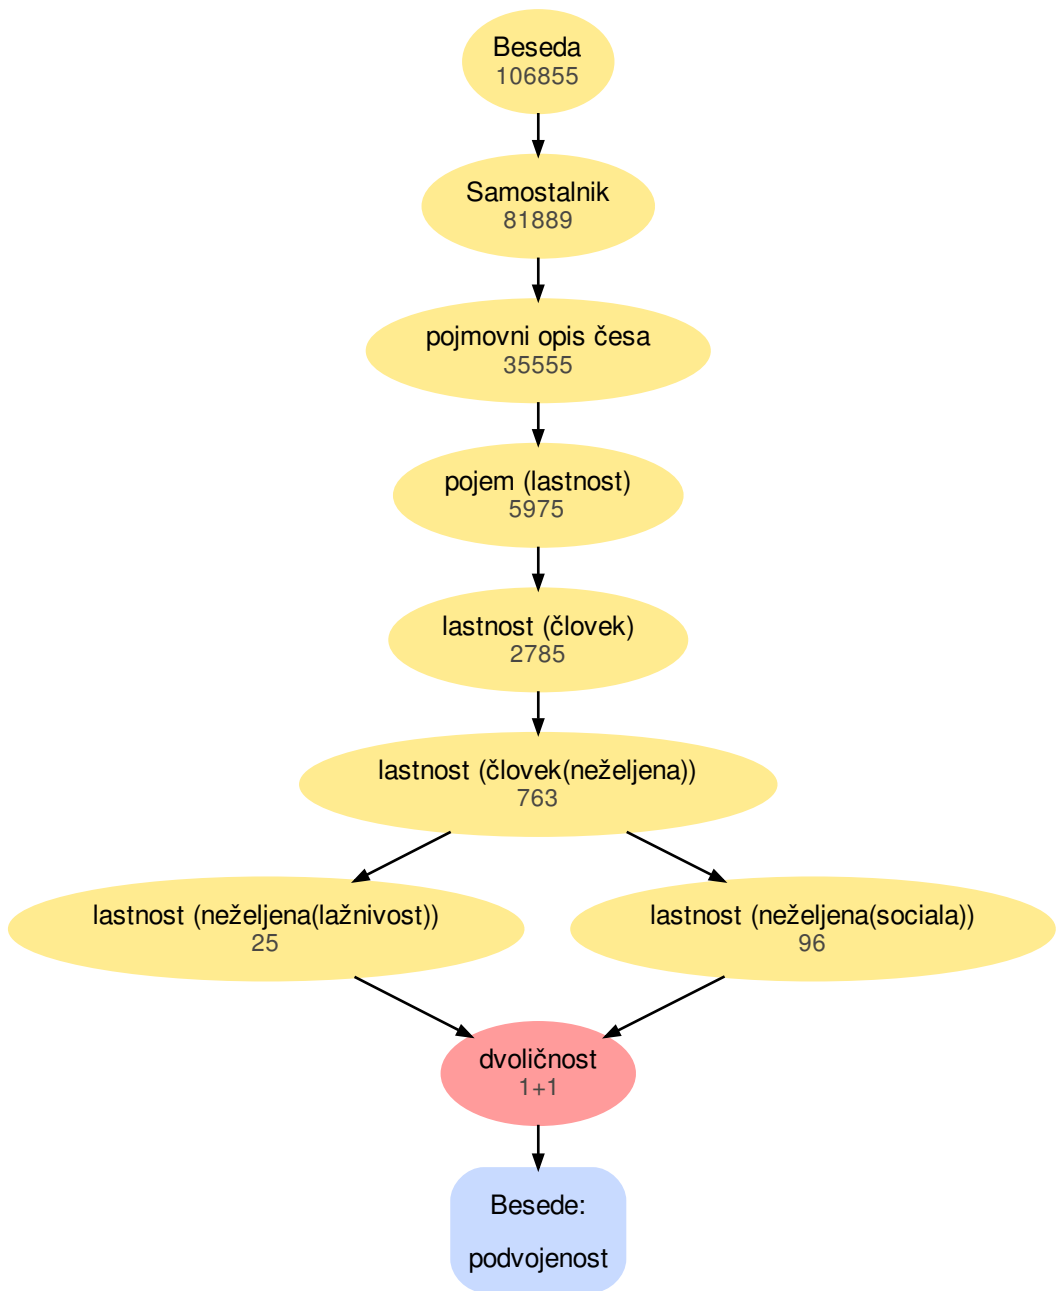 Beseda
106855
Samostalnik
81889
pojmovni opis česa
35555
pojem (lastnost)
5975
lastnost (človek)
2785
lastnost (človek(neželjena))
763
lastnost (neželjena(lažnivost))
25
lastnost (neželjena(sociala))
96
dvoličnost
1+1
Besede:
podvojenost